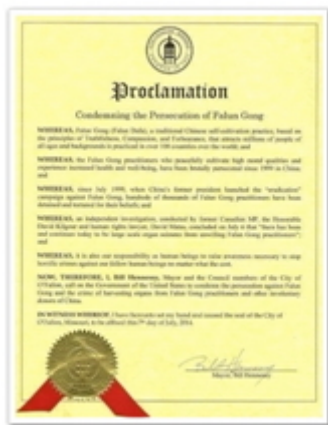 Proclamation
Condemning the Persecution of Falun Gong
WHEREAS, Falun Gong (Falun Dafa), a traditional Chinese self-cultivation practice, based on
the principles of Truthfulness, Compassion, and Forbearance, that attracts millions of people of
all ages and backgrounds is practiced in over 100 countries over the world; and
WHEREAS, the Falun Gong practitioners who peacefully cultivate high moral qualities and
experience increased health and well-being, have been brutally persecuted since 1999 in China;
and
WHEREAS, since July 1999, when China's former president launched the "eradication"
campaign against Falun Gong, hundreds of thousands of Falun Gong practitioners have been
detained and tortured for their beliefs; and
WHEREAS, an independent investigation, conducted by former Canadian MP, the Honorable
David Kilgour and human rights lawyer, David Matas, concluded on July 6 that "there has been
and continues today to be large scale organ seizures from unwilling Falun Gong practitioners";
and
WHEREAS, it is also our responsibility as human beings to raise awareness necessary to stop
horrific crimes against our fellow human beings no matter what the cost.
NOW, THEREFORE, I, Bill Hennessy, Mayor and the Council members of the City of
O'Fallon, call on the Government of the United States to condemn the persecution against Falun
Gong and the crime of harvesting organs from Falun Gong practitioners and other involuntary
donors of China.
IN WITNESS WHEREOF, I have hereunto set my hand and caused the seal of the City of
O'Fallon, Missouri, to be affixed this 7th day of July, 2014.
Mayor, Bill Hennessy